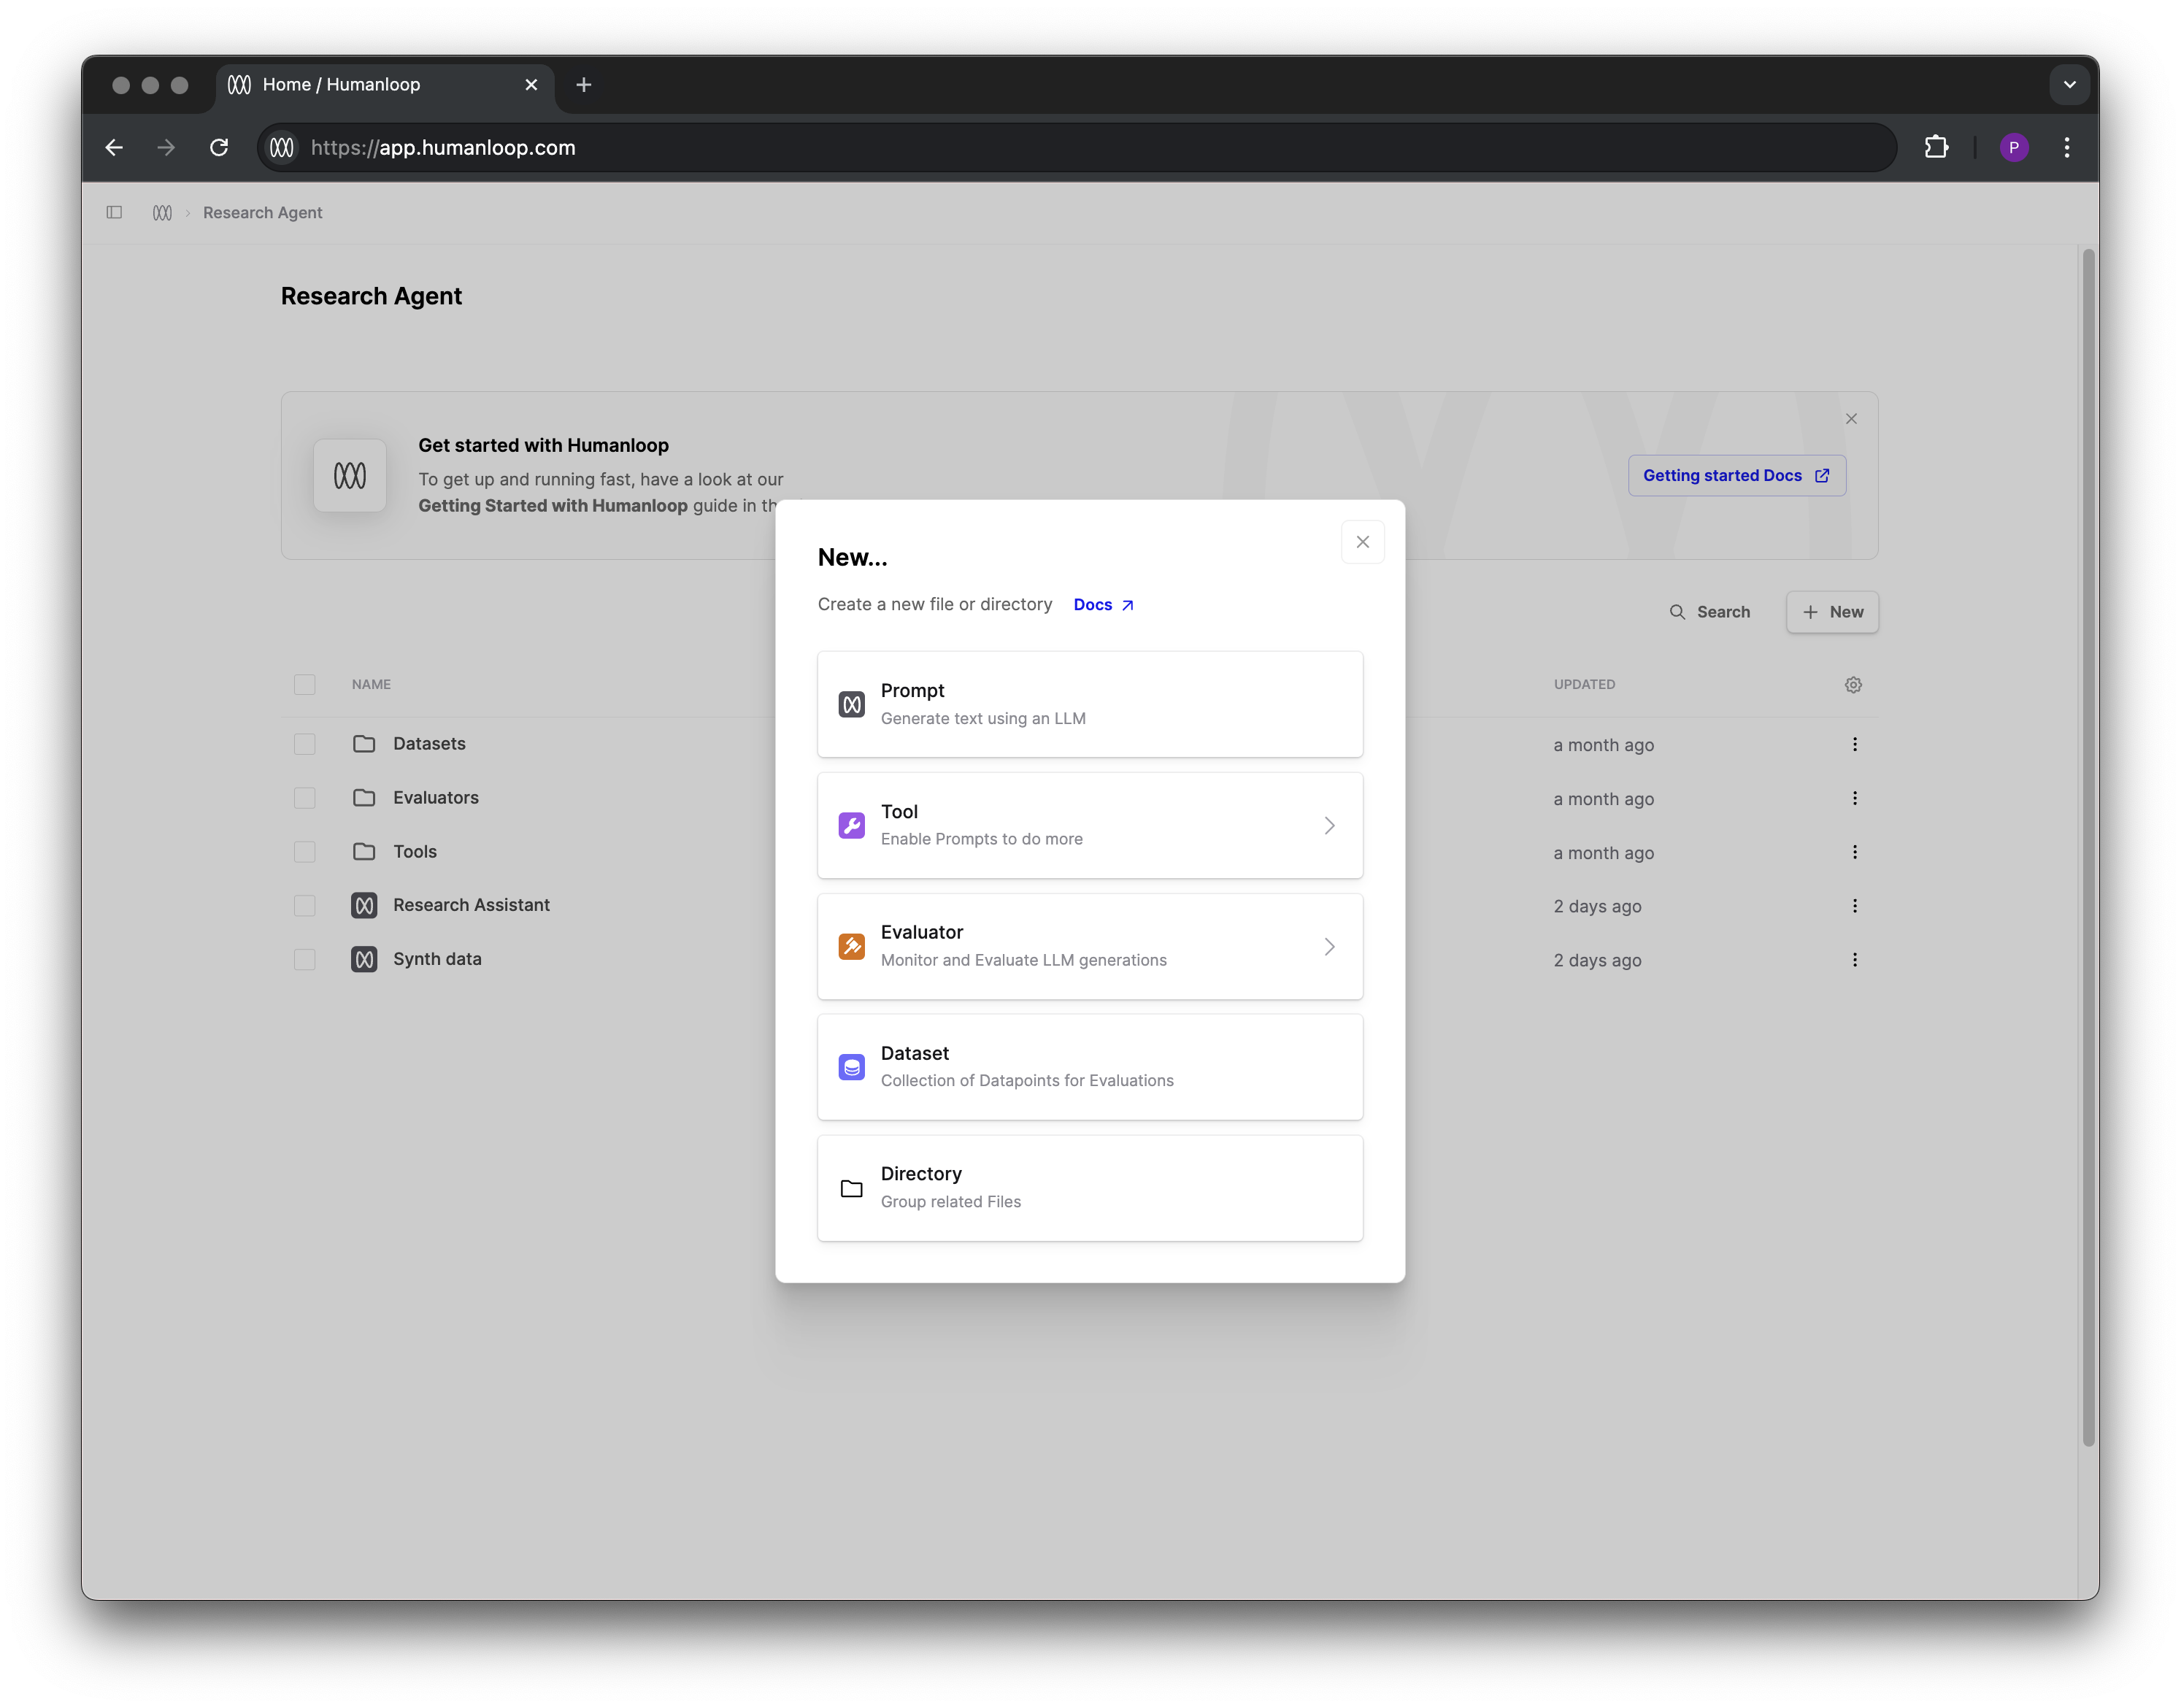 Home / Humanloop
https://app.humanloop.com
P
Research Agent
Research Agent
Get started with Humanloop
To get up and running fast, have a look at our
Getting Started with Humanloop guide in
Getting started Docs
Search
New
NAME
UPDATED
Datasets
a month ago
Evaluators
a month ago
Tools
a month ago
Research Assistant
2 days ago
Synth data
2 days ago
New...
Create a new file or directory Docs
Prompt
Generate text using an LLM
Tool
Enable Prompts to do more
Evaluator
Monitor and Evaluate LLM generations
Dataset
Collection of Datapoints for Evaluations
Directory
Group related Files